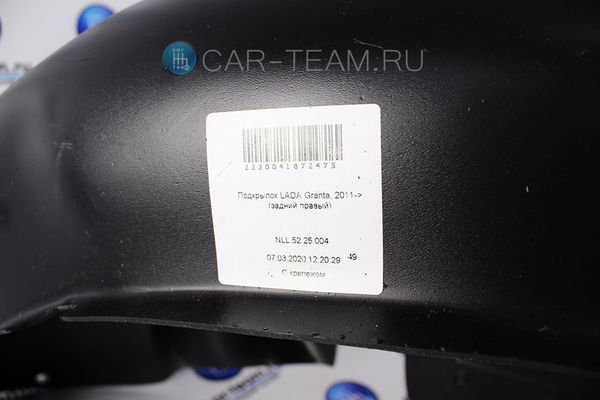 CAR-TEAM.RU
2220041872475
Подкрылок LADA Granta, 2011->
(задний правый)
NLL.52.25.004
07.03.2020 12:20:29 49
С крепежом